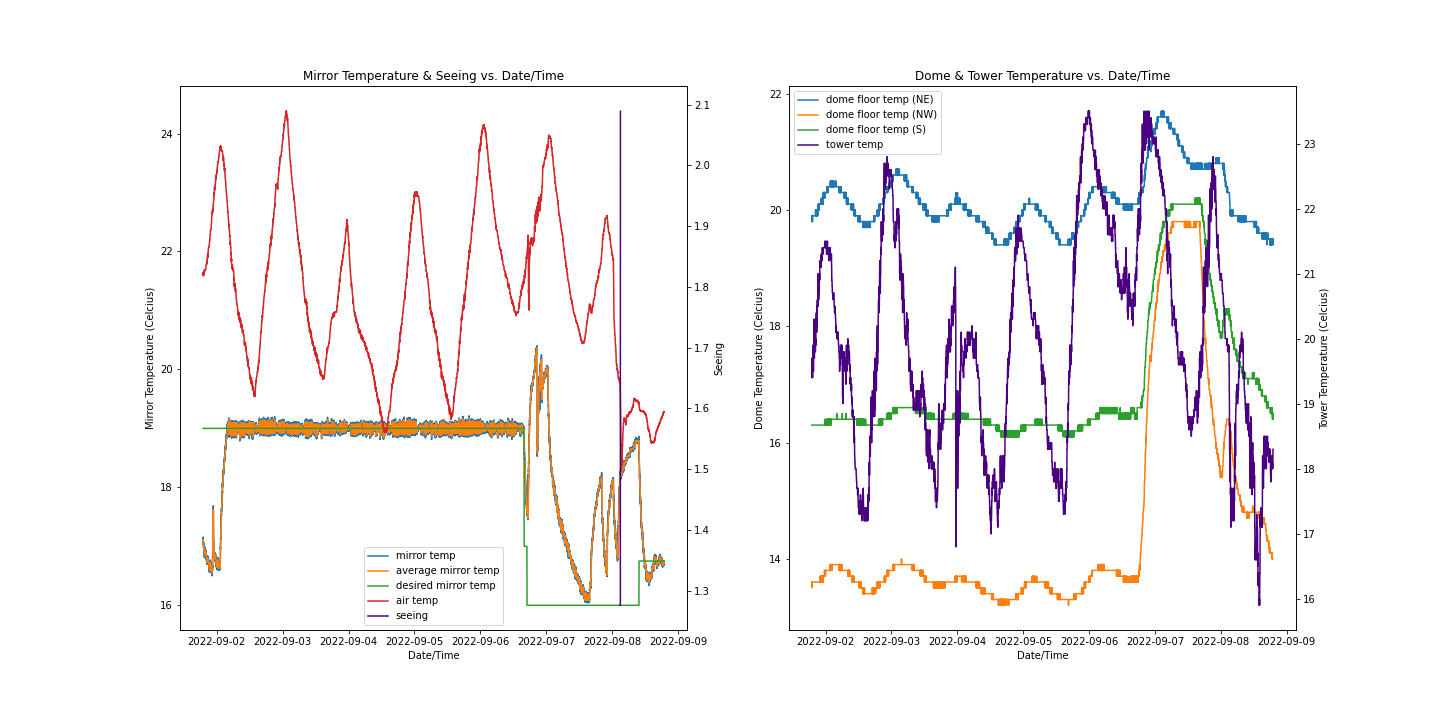 Mirror Temperature & Seeing vs. Date/Time
Mirror Temperature (Celcius)
24
22
20
18
16
2.1
2.0
1.9
1.8
1.7
1.6
1.5
1.4
1.3
Seeing
mirror temp
average mirror temp
desired mirror temp
air temp
seeing
2022-09-02 2022-09-03 2022-09-04 2022-09-05 2022-09-06 2022-09-07 2022-09-08 2022-09-09
Date/Time
Dome & Tower Temperature vs. Date/Time
dome floor temp (NE)
dome floor temp (NW)
dome floor temp (S)
tower temp
Dome Temperature (Celcius)
22
20
18
16
14
23
22
21
20
19
18
17
16
Tower Temperature (Celcius)
2022-09-02 2022-09-03 2022-09-04 2022-09-05 2022-09-06 2022-09-07 2022-09-08 2022-09-09
Date/Time